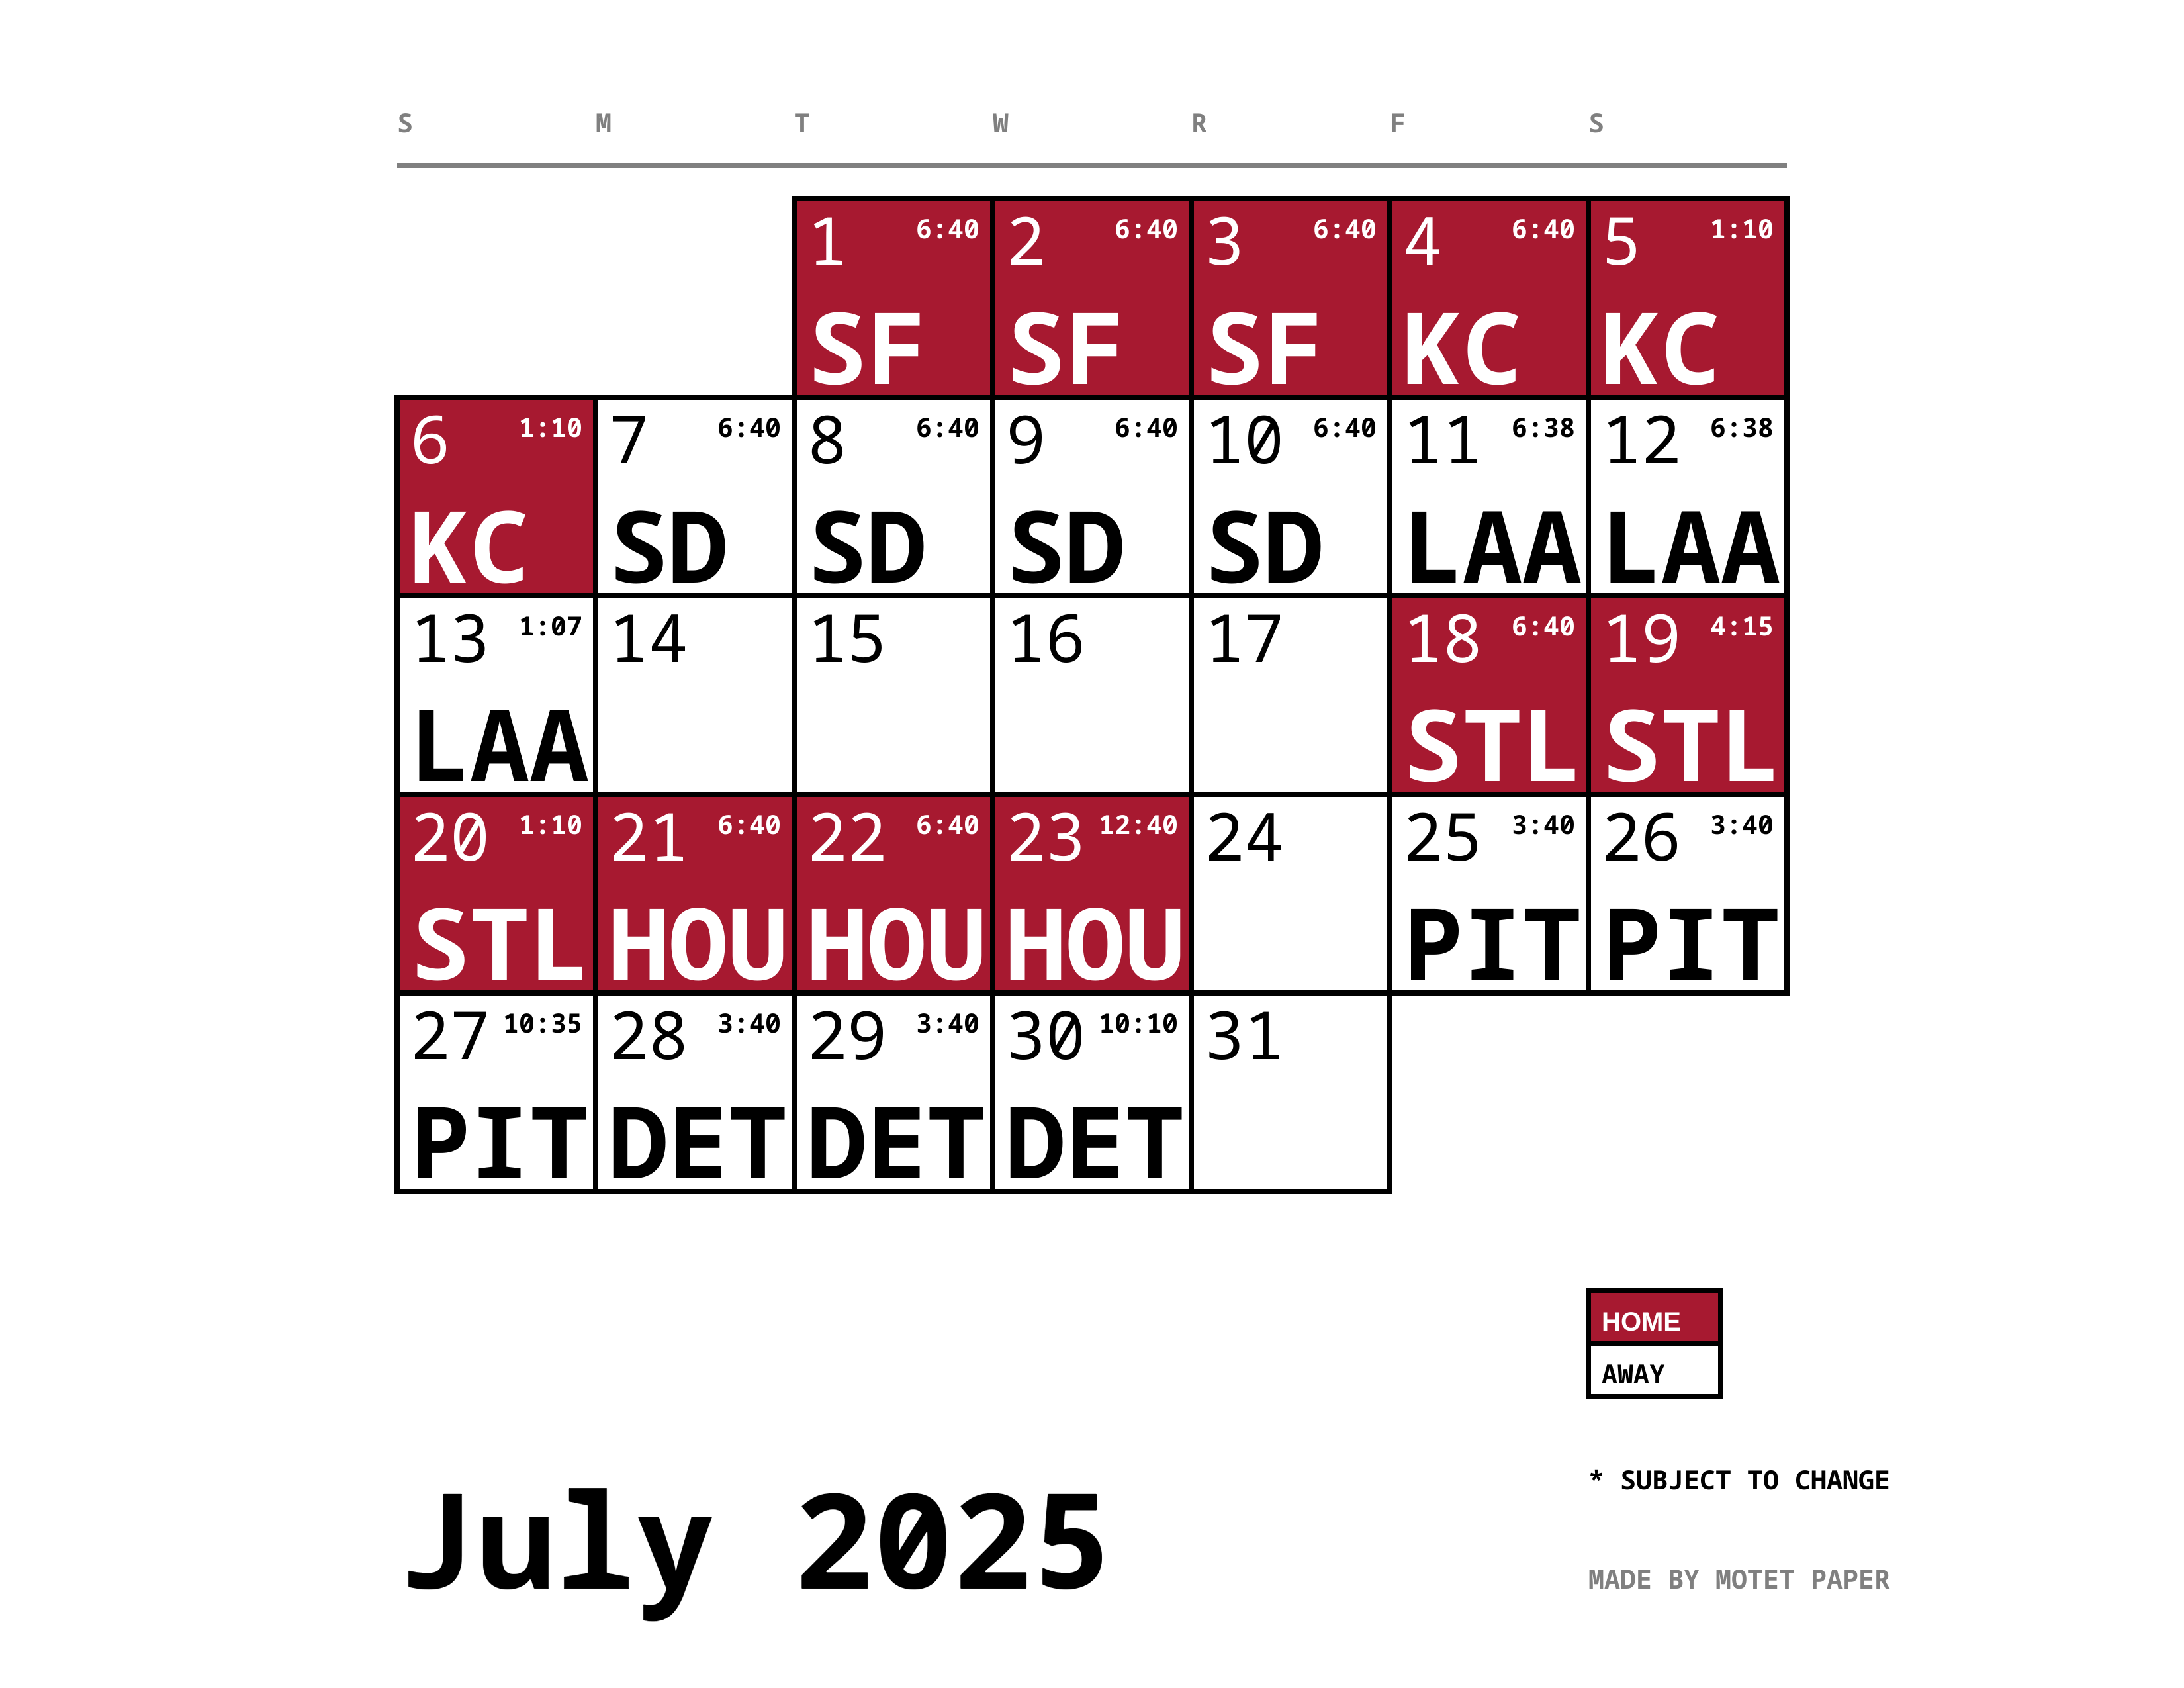 S M T W R F S
1 6:40 2 6:40 3 6:40 4 6:40 5 1:10
SF SF SF KC KC
6 1:10 7 6:40 8 6:40 9 6:40 10 6:40 11 6:38 12 6:38
KC SD SD SD SD LAA LAA
13 1:07 14 15 16 17 18 6:40 19 4:15
LAA STL STL
20 1:10 21 6:40 22 6:40 23 12:40 24 25 3:40 26 3:40
STL HOU HOU HOU PIT PIT
27 10:35 28 3:40 29 3:40 30 10:10 31
PIT DET DET DET
HOME
AWAY
* SUBJECT TO CHANGE
July 2025
MADE BY MOTET PAPER